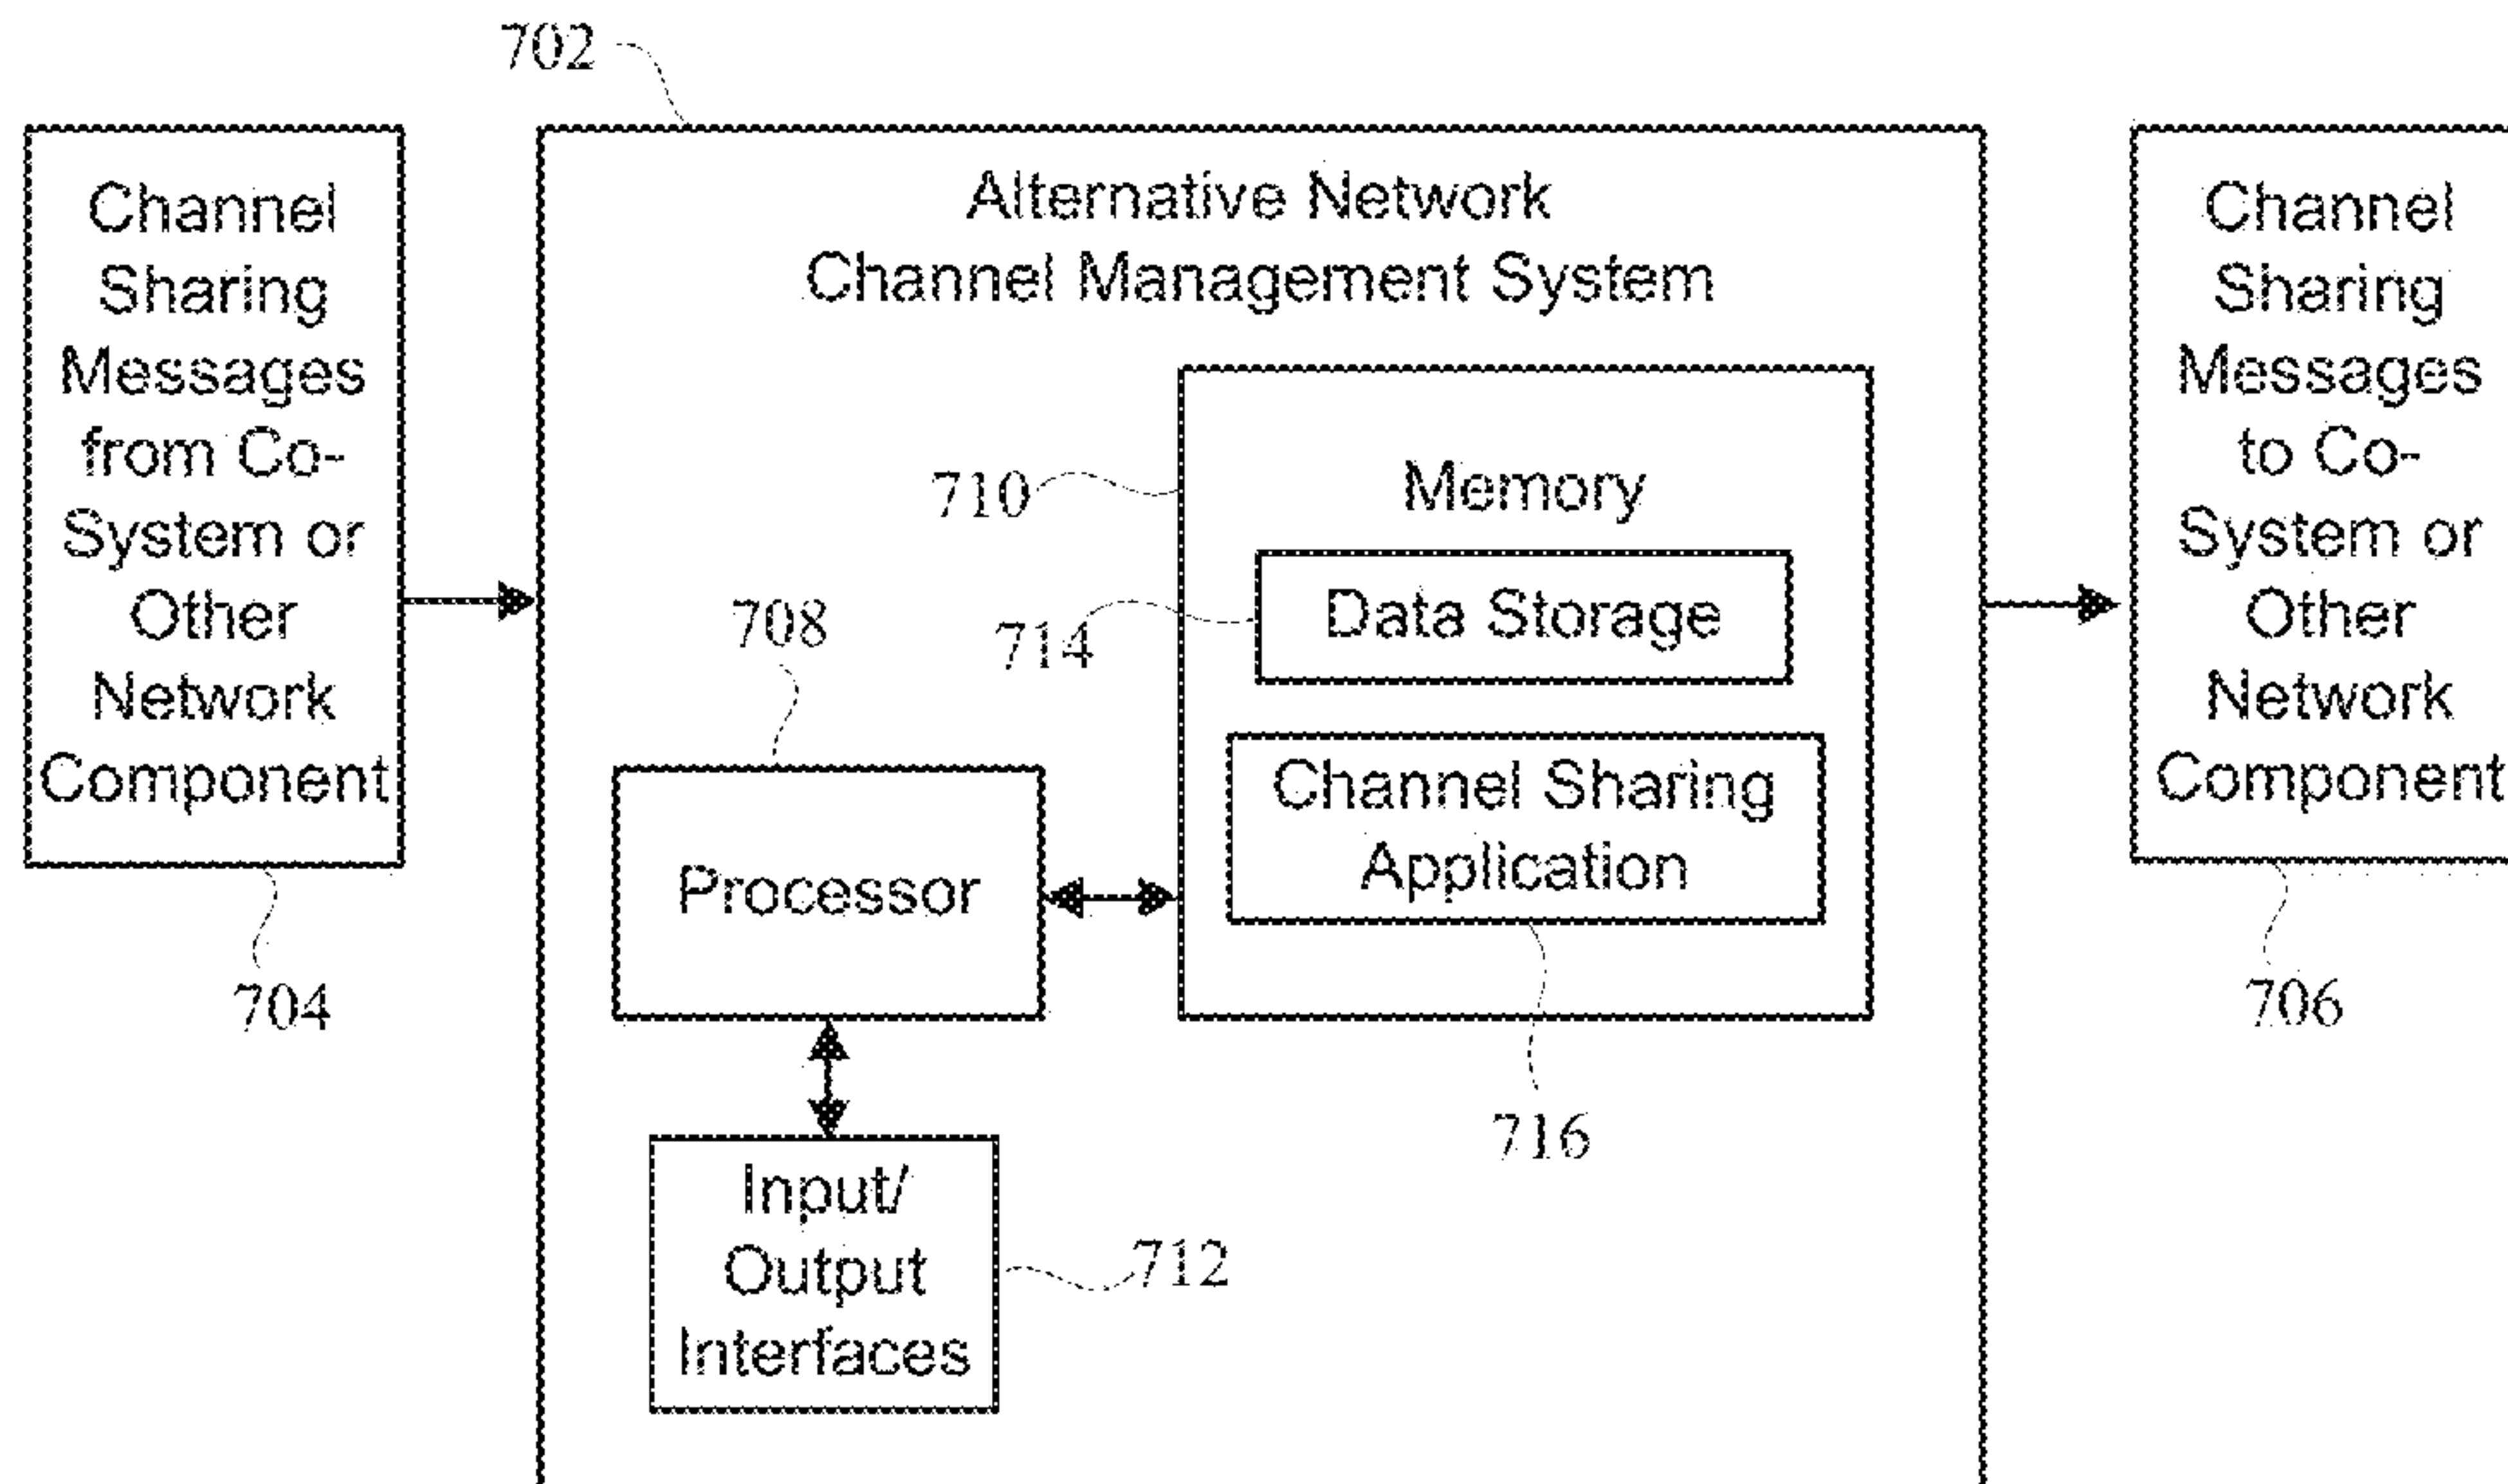 702
Channel
Sharing
Messages
from Co-
System or
Other
Network
Component
704
Alternative Network
Channel Management System
710
Memory
714
Data Storage
Channel Sharing
Application
716
708
Processor
Input/
Output
Interfaces
712
Channel
Sharing
Messages
to Co-
System or
Other
Network
Component
706